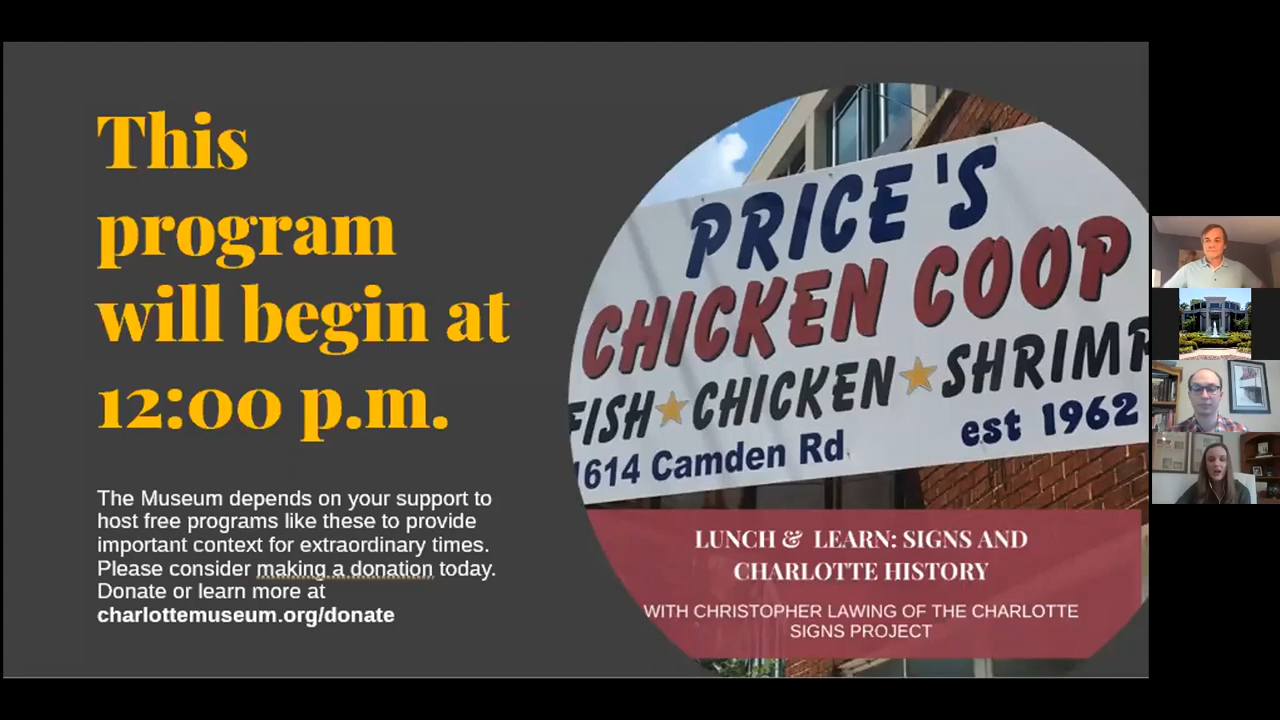 This
program
will begin at
12:00 p.m.
The Museum depends on your support to
host free programs like these to provide
important context for extraordinary times.
Please consider making a donation today.
Donate or learn more at
charlottemuseum.org/donate
PRICE'S
CHICKEN COOP
FISH★CHICKEN★SHRIMP
1614 Camden Rd
est 1962
LUNCH & LEARN: SIGNS AND
CHARLOTTE HISTORY
WITH CHRISTOPHER LAWING OF THE CHARLOTTE
SIGNS PROJECT